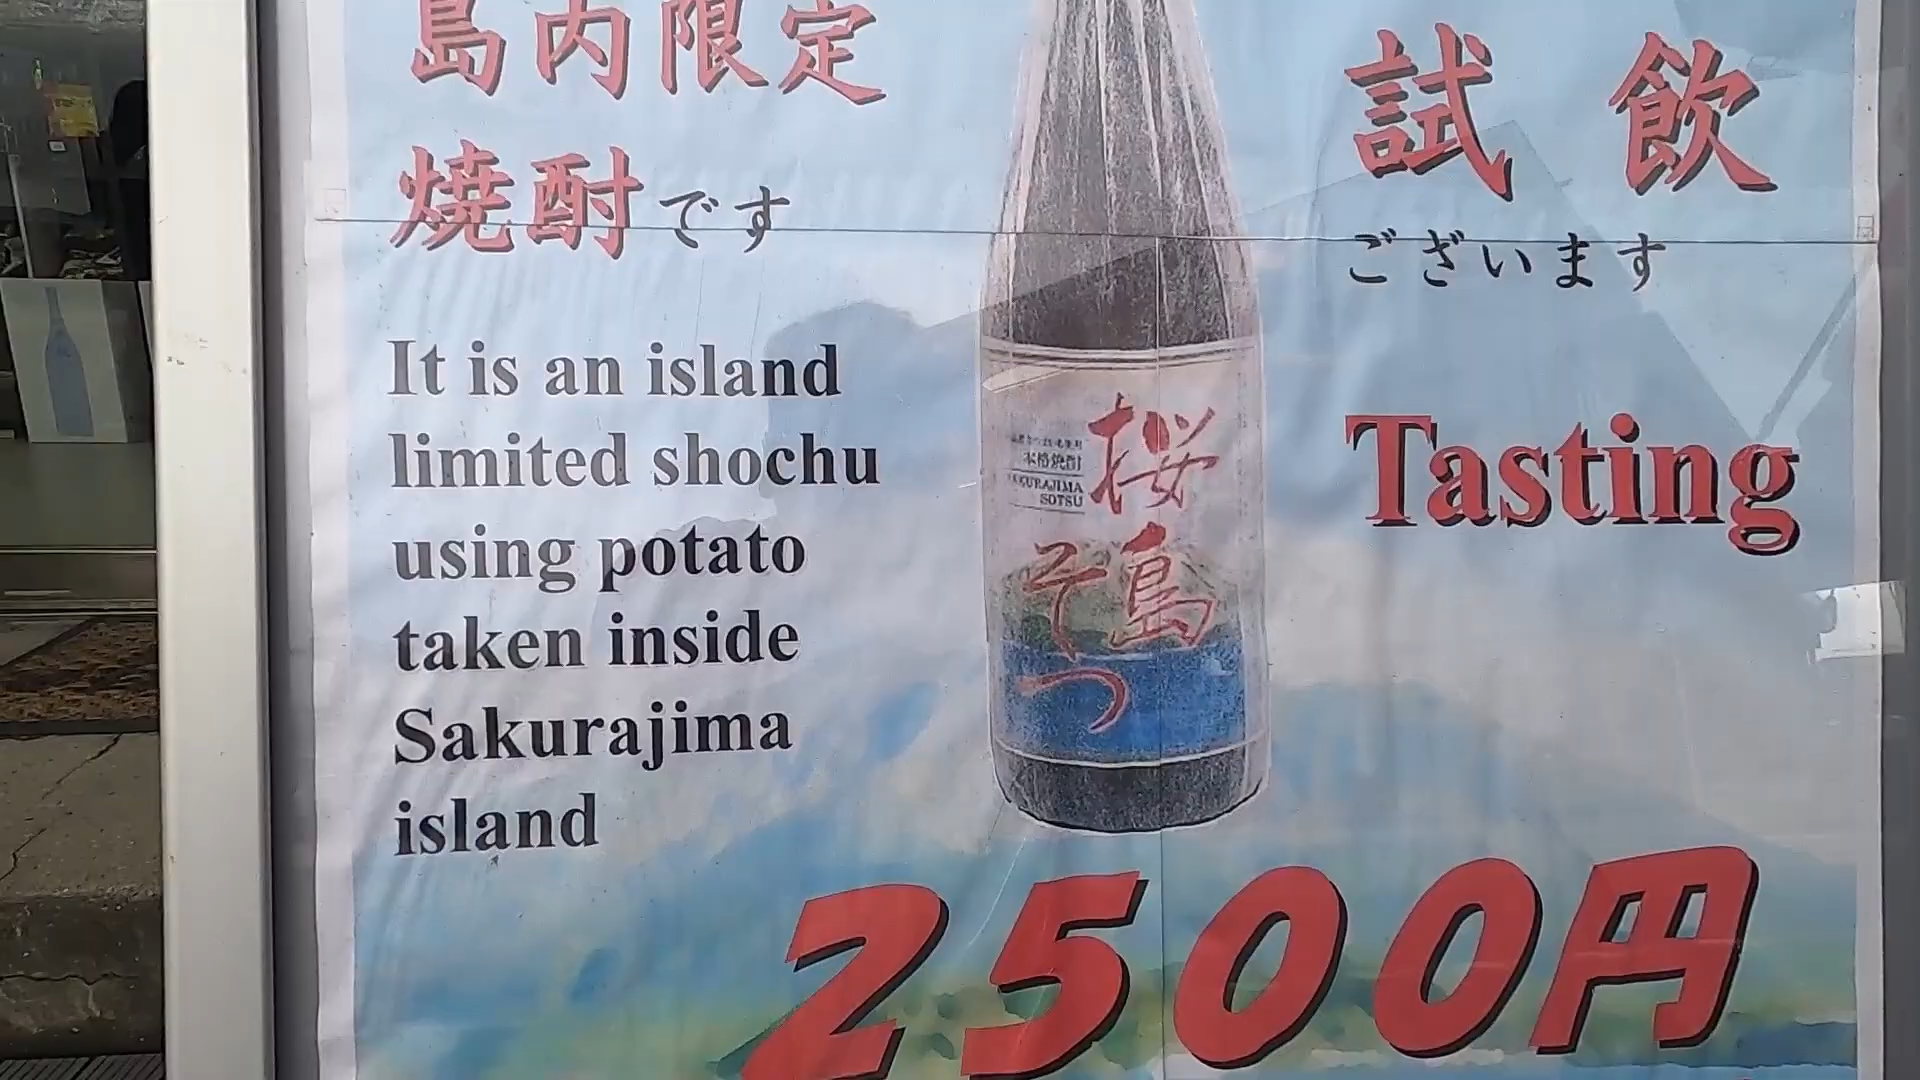 島内限定
焼酎です
It is an island
limited shochu
using potato
taken inside
Sakurajima
island
本格焼酎
SAKURAJIMA
SOTSU
桜島
そつ
試飲
ございます
Tasting
2500円